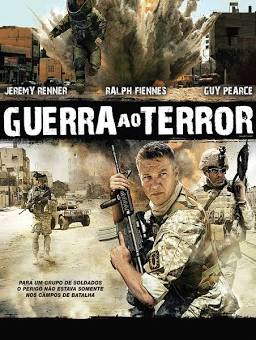 JEREMY RENNER RALPH FIENNES GUY PEARCE
GUERRA AO TERROR
PARA UM GRUPO DE SOLDADOS
O PERIGO NÃO ESTAVA SOMENTE
NOS CAMPOS DE BATALHA